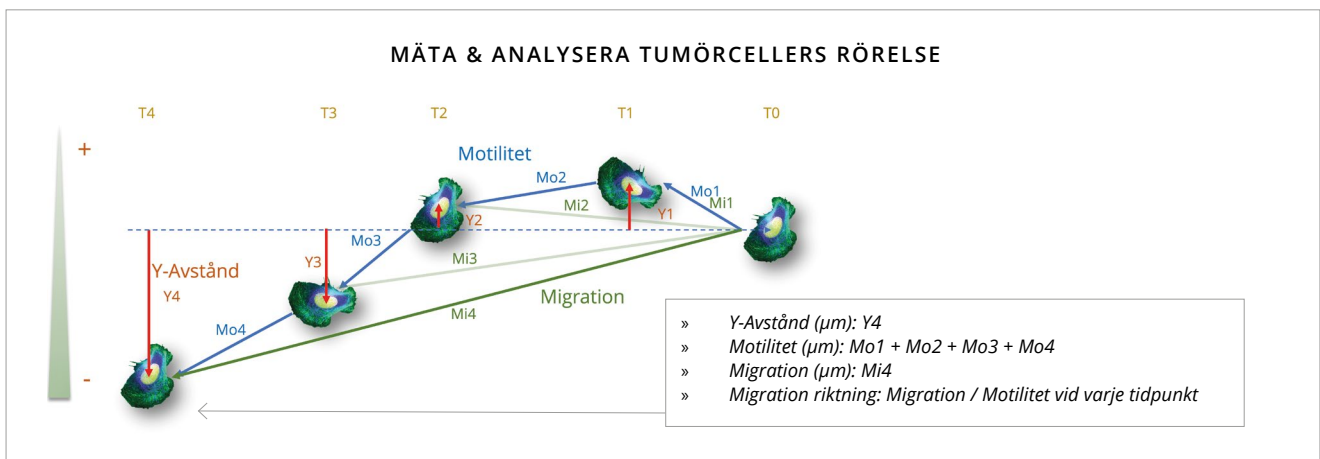 MÄTA & ANALYSERA TUMÖRCELLERS RÖRELSE
T4 T3 T2 T1 T0
+
Motilitet
Mo2
Mo1
Mi2
Mi1
Y2
Y1
Mo3
Y3
Mi3
Y-Avstånd
Y4
Migration
Mo4
Mi4
-
» Y-Avstånd (µm): Y4
» Motilitet (µm): Mo1 + Mo2 + Mo3 + Mo4
» Migration (µm): Mi4
» Migration riktning: Migration / Motilitet vid varje tidpunkt